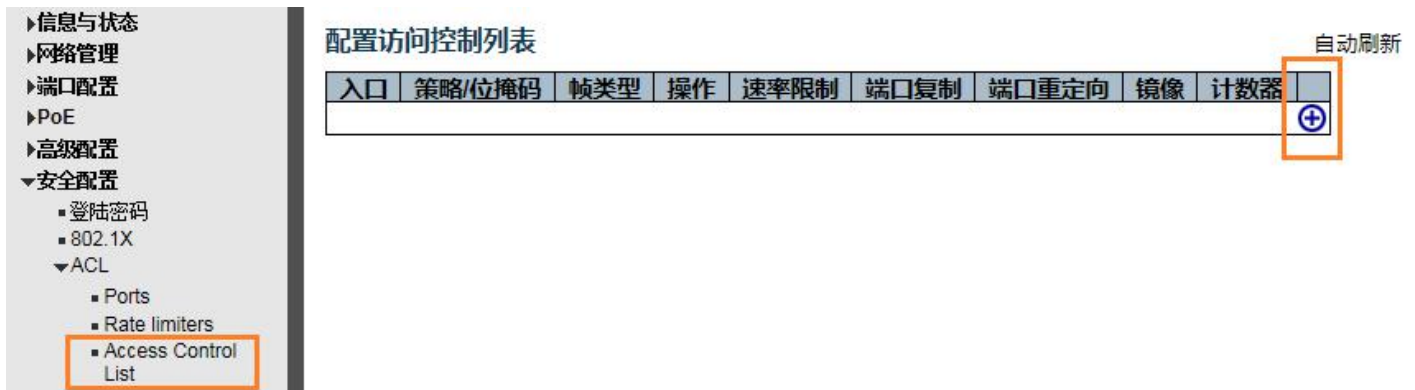 信息与状态
网络管理
端口配置
PoE
高级配置
安全配置
登陆密码
802.1X
ACL
Ports
Rate limiters
Access Control
List
配置访问控制列表
自动刷新
入口 策略/位掩码 帧类型 操作 速率限制 端口复制 端口重定向 镜像 计数器